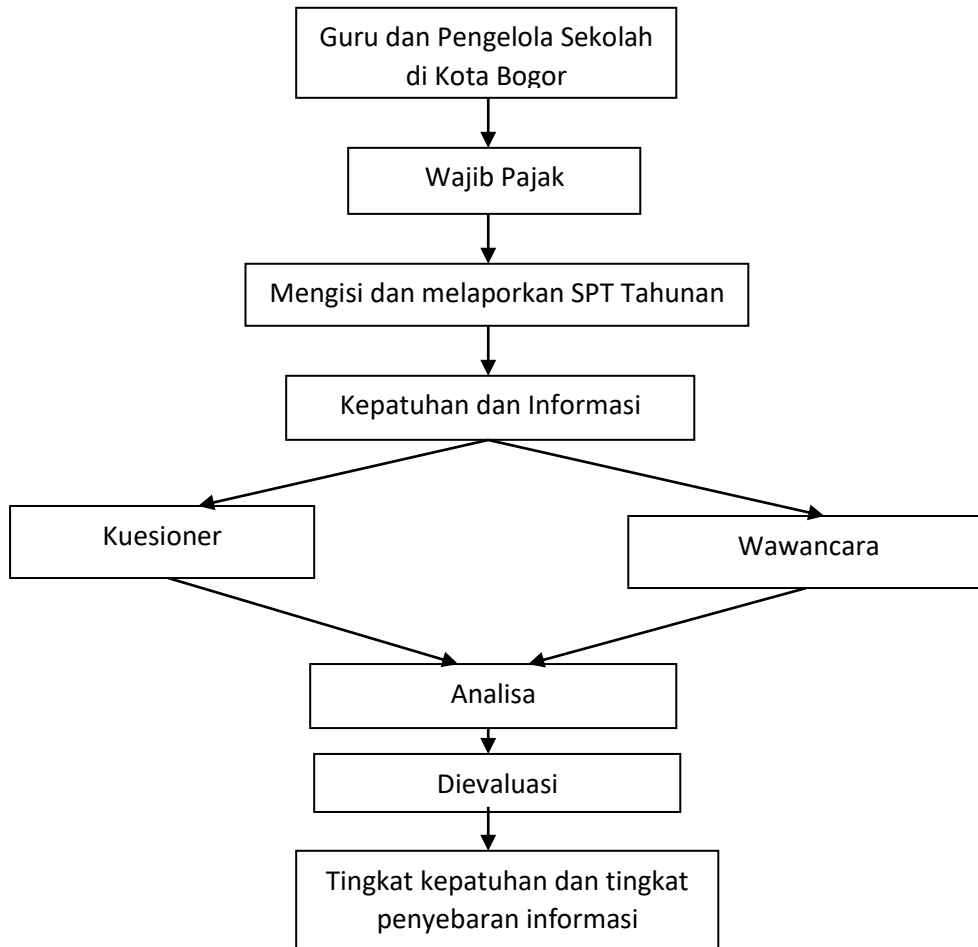 Guru dan Pengelola Sekolah
di Kota Bogor
Wajib Pajak
Mengisi dan melaporkan SPT Tahunan
Kepatuhan dan Informasi
Kuesioner
Wawancara
Analisa
Dievaluasi
Tingkat kepatuhan dan tingkat
penyebaran informasi